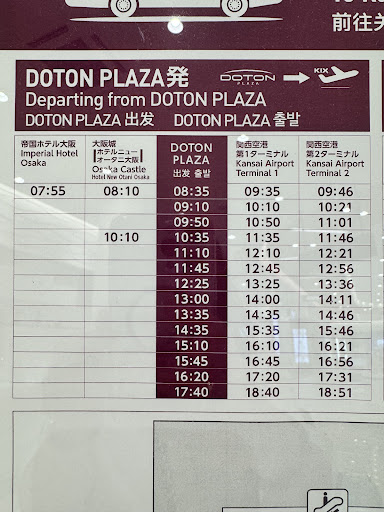 前往关
DOTON PLAZA発 DOTON PLAZA KIX
Departing from DOTON PLAZA
DOTON PLAZA 出发 DOTON PLAZA 출발
帝国ホテル大阪 Imperial Hotel Osaka
大阪城 ホテルニューオータニ大阪 Osaka Castle Hotel New Otani Osaka
DOTON PLAZA 出发 출발
関西空港 第1ターミナル Kansai Airport Terminal 1
関西空港 第2ターミナル Kansai Airport Terminal 2
07:55 08:10 08:35 09:35 09:46
09:10 10:10 10:21
09:50 10:50 11:01
10:10 10:35 11:35 11:46
11:10 12:10 12:21
11:45 12:45 12:56
12:25 13:25 13:36
13:00 14:00 14:11
13:35 14:35 14:46
14:35 15:35 15:46
15:10 16:10 16:21
15:45 16:45 16:56
16:20 17:20 17:31
17:40 18:40 18:51